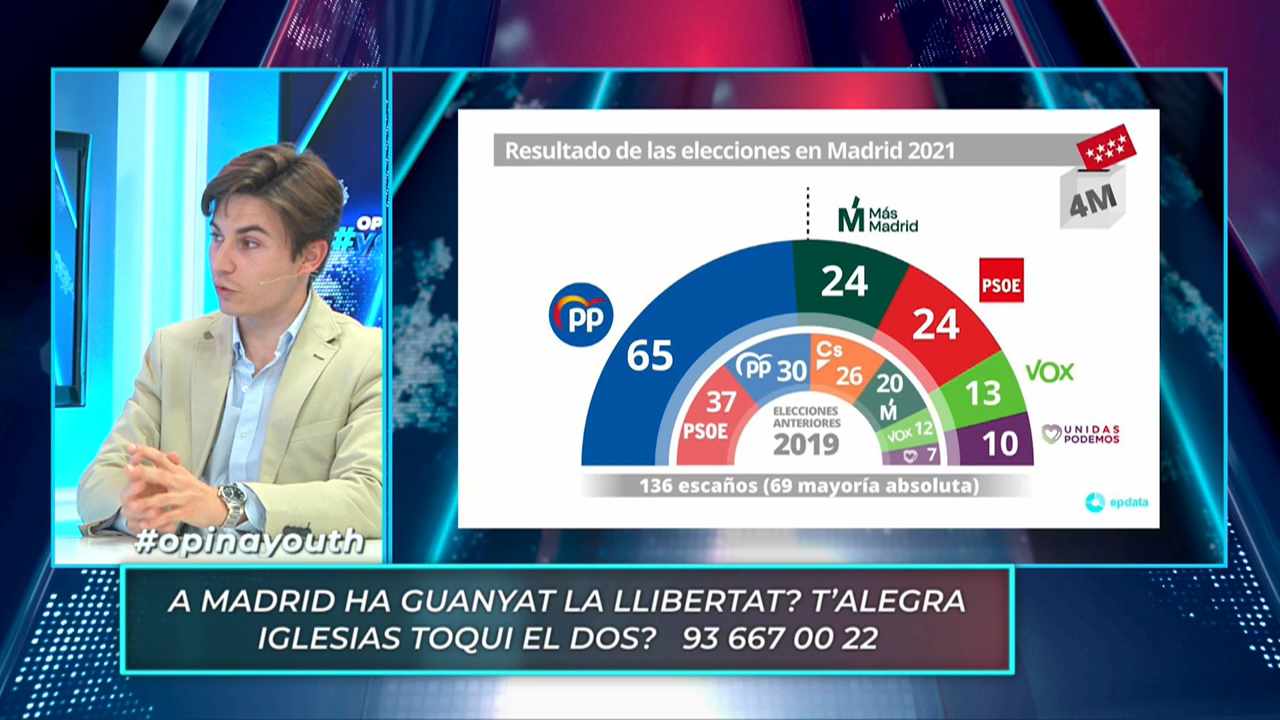 Resultado de las elecciones en Madrid 2021
4M
M Más
Madrid
PSOE
PP
65
24
24
VOX
13
UNIDAS
PODEMOS
10
PP 30
Cs
26
20
M
37
PSOE
VOX 12
7
ELECCIONES
ANTERIORES
2019
136 escaños (69 mayoría absoluta)
epdata
OP
#y
#opinayouth
A MADRID HA GUANYAT LA LLIBERTAT? T'ALEGRA
IGLESIAS TOQUI EL DOS? 93 667 00 22